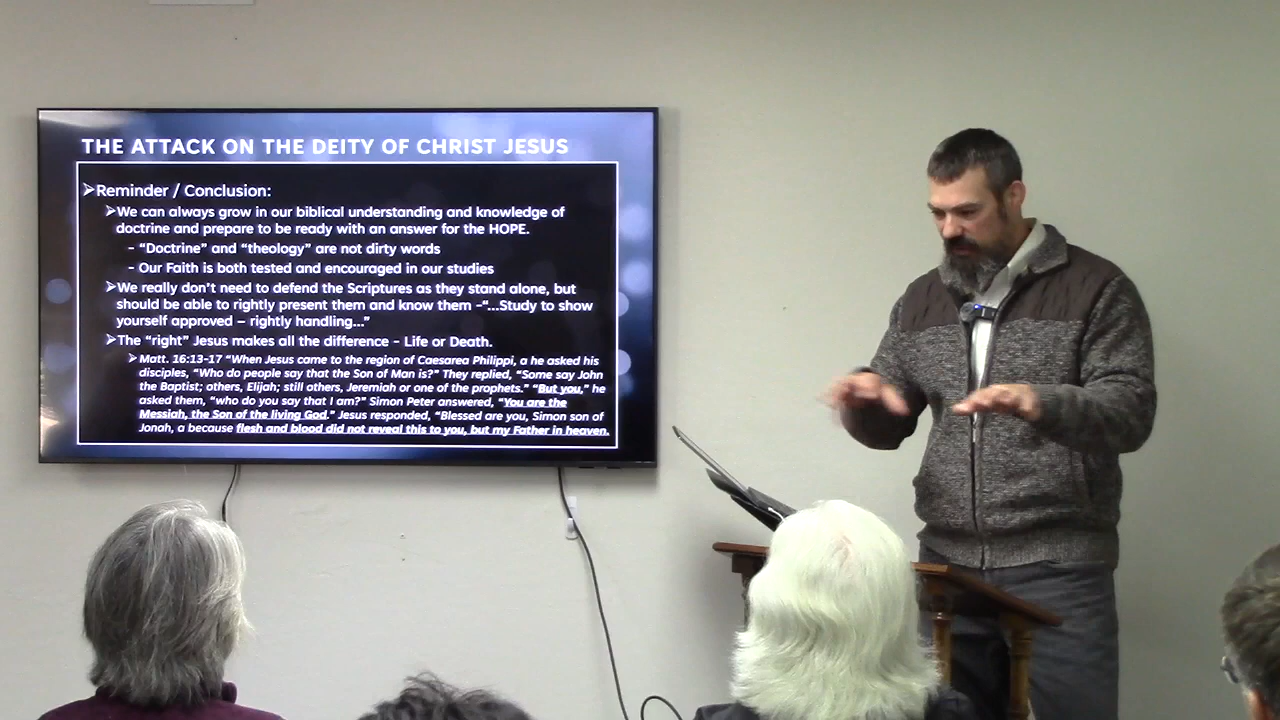 THE ATTACK ON THE DEITY OF CHRIST JESUS
➢Reminder / Conclusion:
➢We can always grow in our biblical understanding and knowledge of
doctrine and prepare to be ready with an answer for the HOPE.
- “Doctrine” and “theology” are not dirty words
- Our Faith is both tested and encouraged in our studies
➢We really don’t need to defend the Scriptures as they stand alone, but
should be able to rightly present them and know them -“...Study to show
yourself approved – rightly handling...”
➢The “right” Jesus makes all the difference - Life or Death.
➢Matt. 16:13-17 “When Jesus came to the region of Caesarea Philippi, a he asked his
disciples, “Who do people say that the Son of Man is?” They replied, “Some say John
the Baptist; others, Elijah; still others, Jeremiah or one of the prophets.” “But you,” he
asked them, “who do you say that I am?” Simon Peter answered, “You are the
Messiah, the Son of the living God.” Jesus responded, “Blessed are you, Simon son of
Jonah, a because flesh and blood did not reveal this to you, but my Father in heaven.